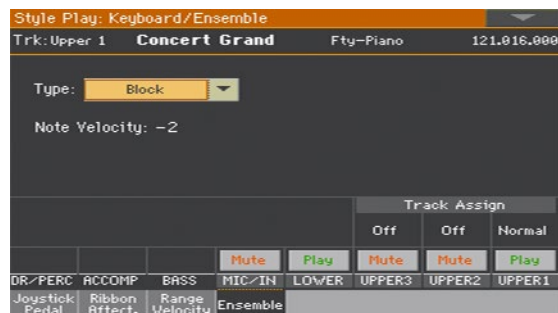 Style Play: Keyboard/Ensemble
Trk:Upper 1 Concert Grand Fty-Piano 121.016.000
Type: Block
Note Velocity: -2
Track Assign
Off Off Normal
Mute Play Mute Mute Play
DR/PERC ACCOMP BASS MIC/IN LOWER UPPER3 UPPER2 UPPER1
Joystick Ribbon Range Ensemble
Pedal Affect. Velocity